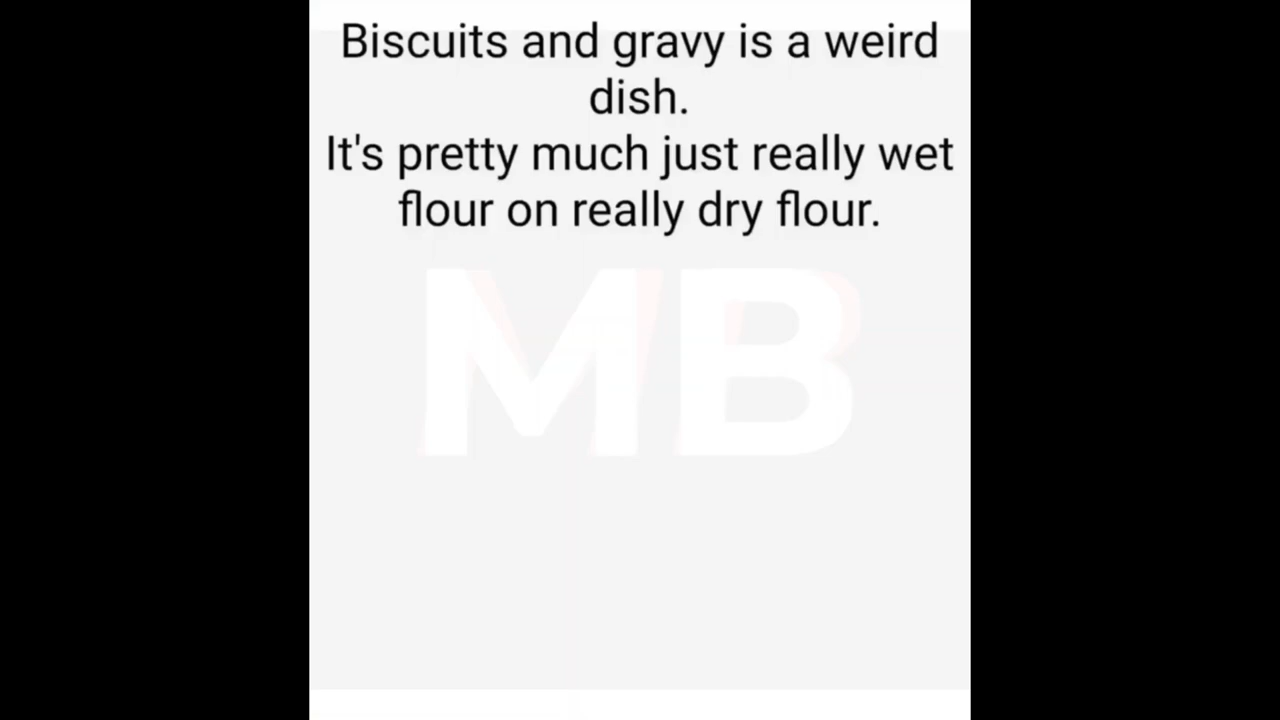 Biscuits and gravy is a weird
dish.
It's pretty much just really wet
flour on really dry flour.
MB